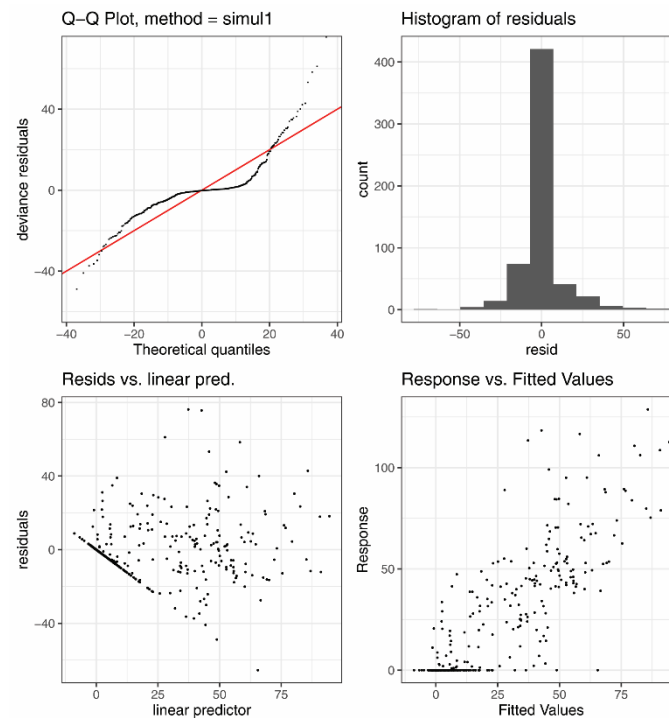 Q−Q Plot, method = simul1
deviance residuals
40
0
−40
−40
−20
0
20
40
Theoretical quantiles
Histogram of residuals
count
400
300
200
100
0
−50
0
50
resid
Resids vs. linear pred.
residuals
80
40
0
−40
0
25
50
75
linear predictor
Response vs. Fitted Values
Response
100
50
0
0
25
50
75
Fitted Values